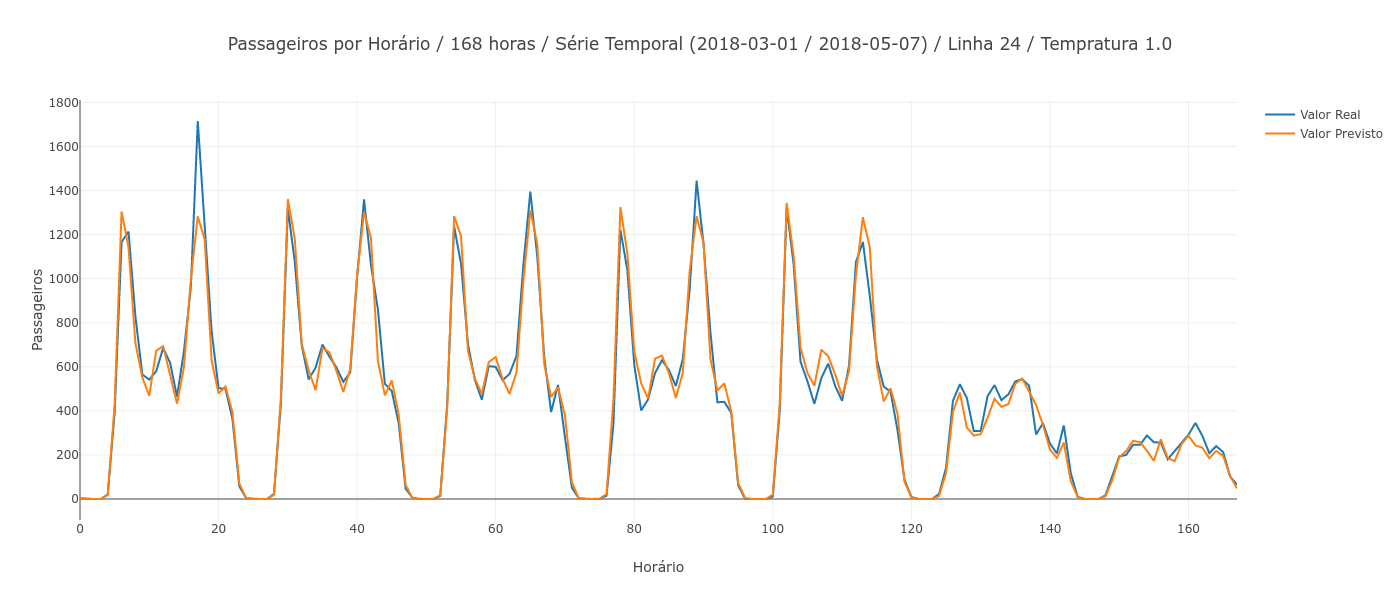 Passageiros por Horário / 168 horas / Série Temporal (2018-03-01 / 2018-05-07) / Linha 24 / Tempratura 1.0
Valor Real
Valor Previsto
Passageiros
1800
1600
1400
1200
1000
800
600
400
200
0
0 20 40 60 80 100 120 140 160
Horário